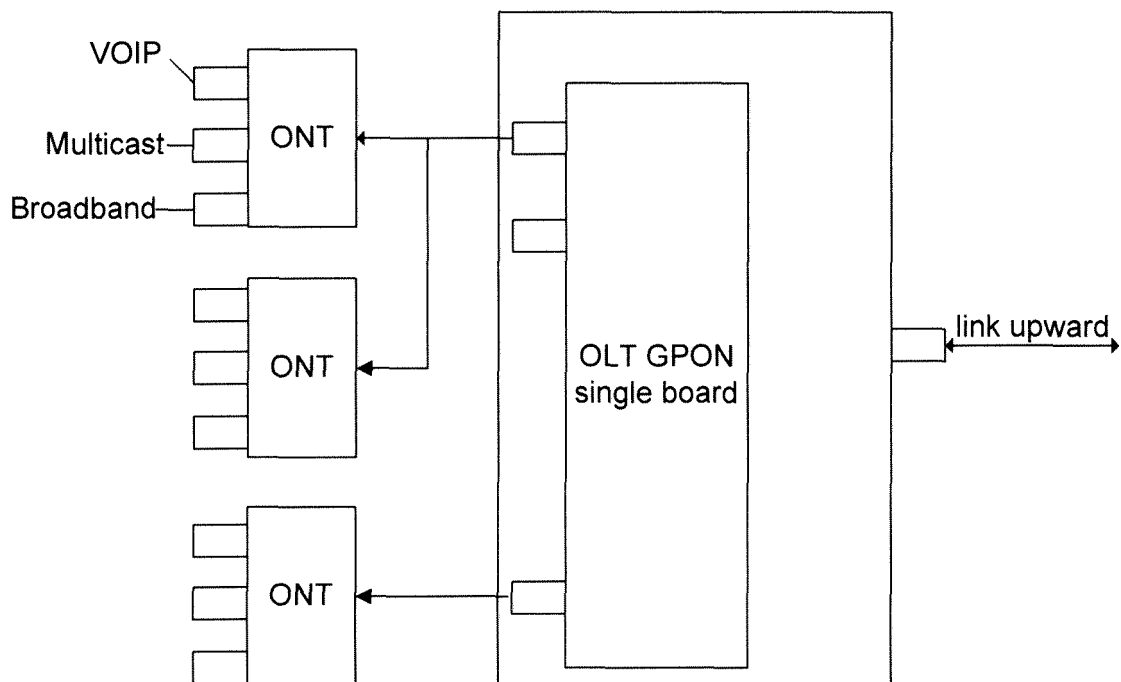 VOIP
Multicast
Broadband
ONT
ONT
ONT
OLT GPON
single board
link upward